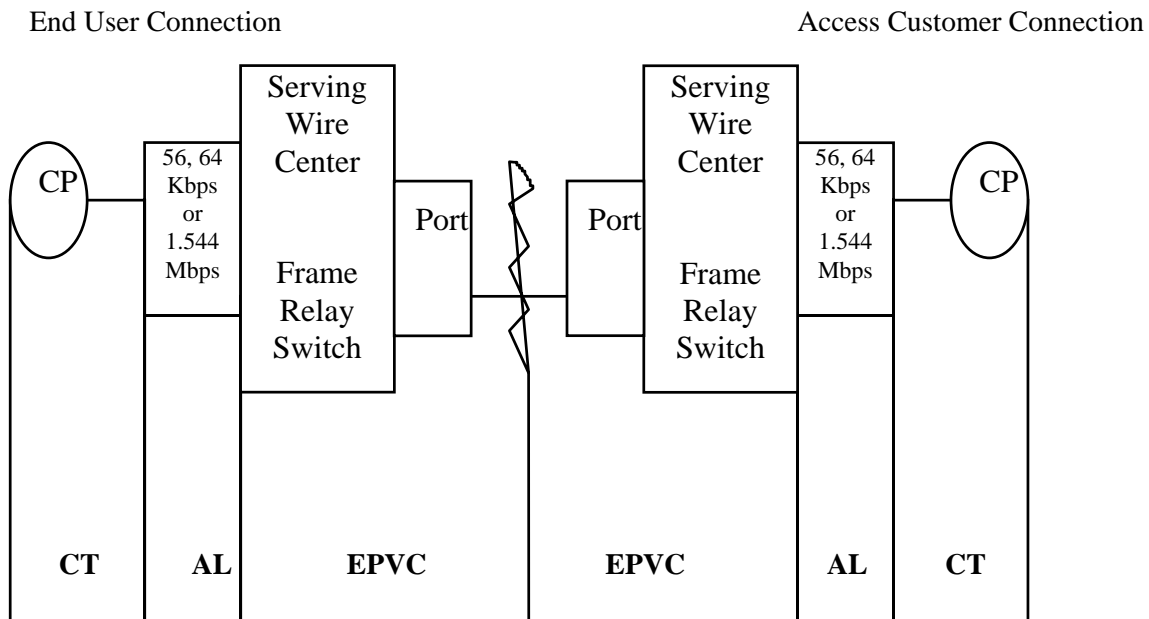 End User Connection
Access Customer Connection
CP
56, 64
Kbps
or
1.544
Mbps
Serving
Wire
Center
Frame
Relay
Switch
Port
Port
Serving
Wire
Center
Frame
Relay
Switch
56, 64
Kbps
or
1.544
Mbps
CP
CT
AL
EPVC
EPVC
AL
CT